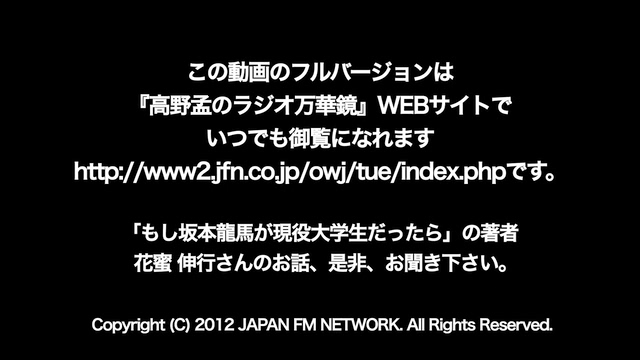 この動画のフルバージョンは
『高野孟のラジオ万華鏡』WEBサイトで
いつでも御覧になれます
http://www2.jfn.co.jp/owj/tue/index.phpです。
「もし坂本龍馬が現役大学生だったら」の著者
花蜜 伸行さんのお話、是非、お聞き下さい。
Copyright (C) 2012 JAPAN FM NETWORK. All Rights Reserved.